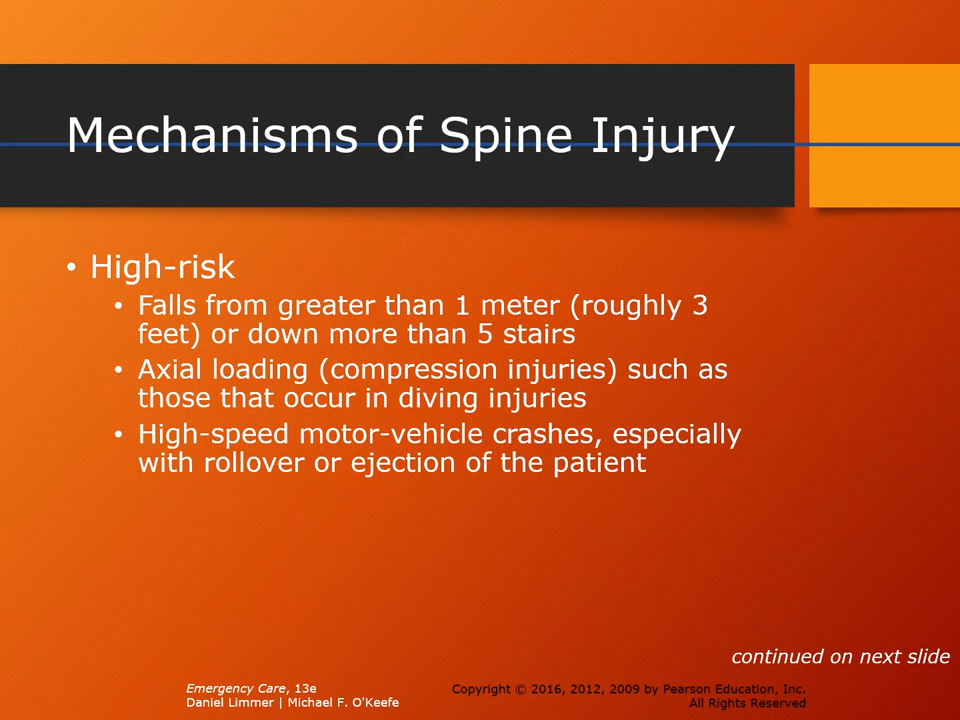 Mechanisms of Spine Injury
• High-risk
• Falls from greater than 1 meter (roughly 3
feet) or down more than 5 stairs
• Axial loading (compression injuries) such as
those that occur in diving injuries
• High-speed motor-vehicle crashes, especially
with rollover or ejection of the patient
continued on next slide
Emergency Care, 13e
Daniel Limmer | Michael F. O'Keefe
Copyright © 2016, 2012, 2009 by Pearson Education, Inc.
All Rights Reserved